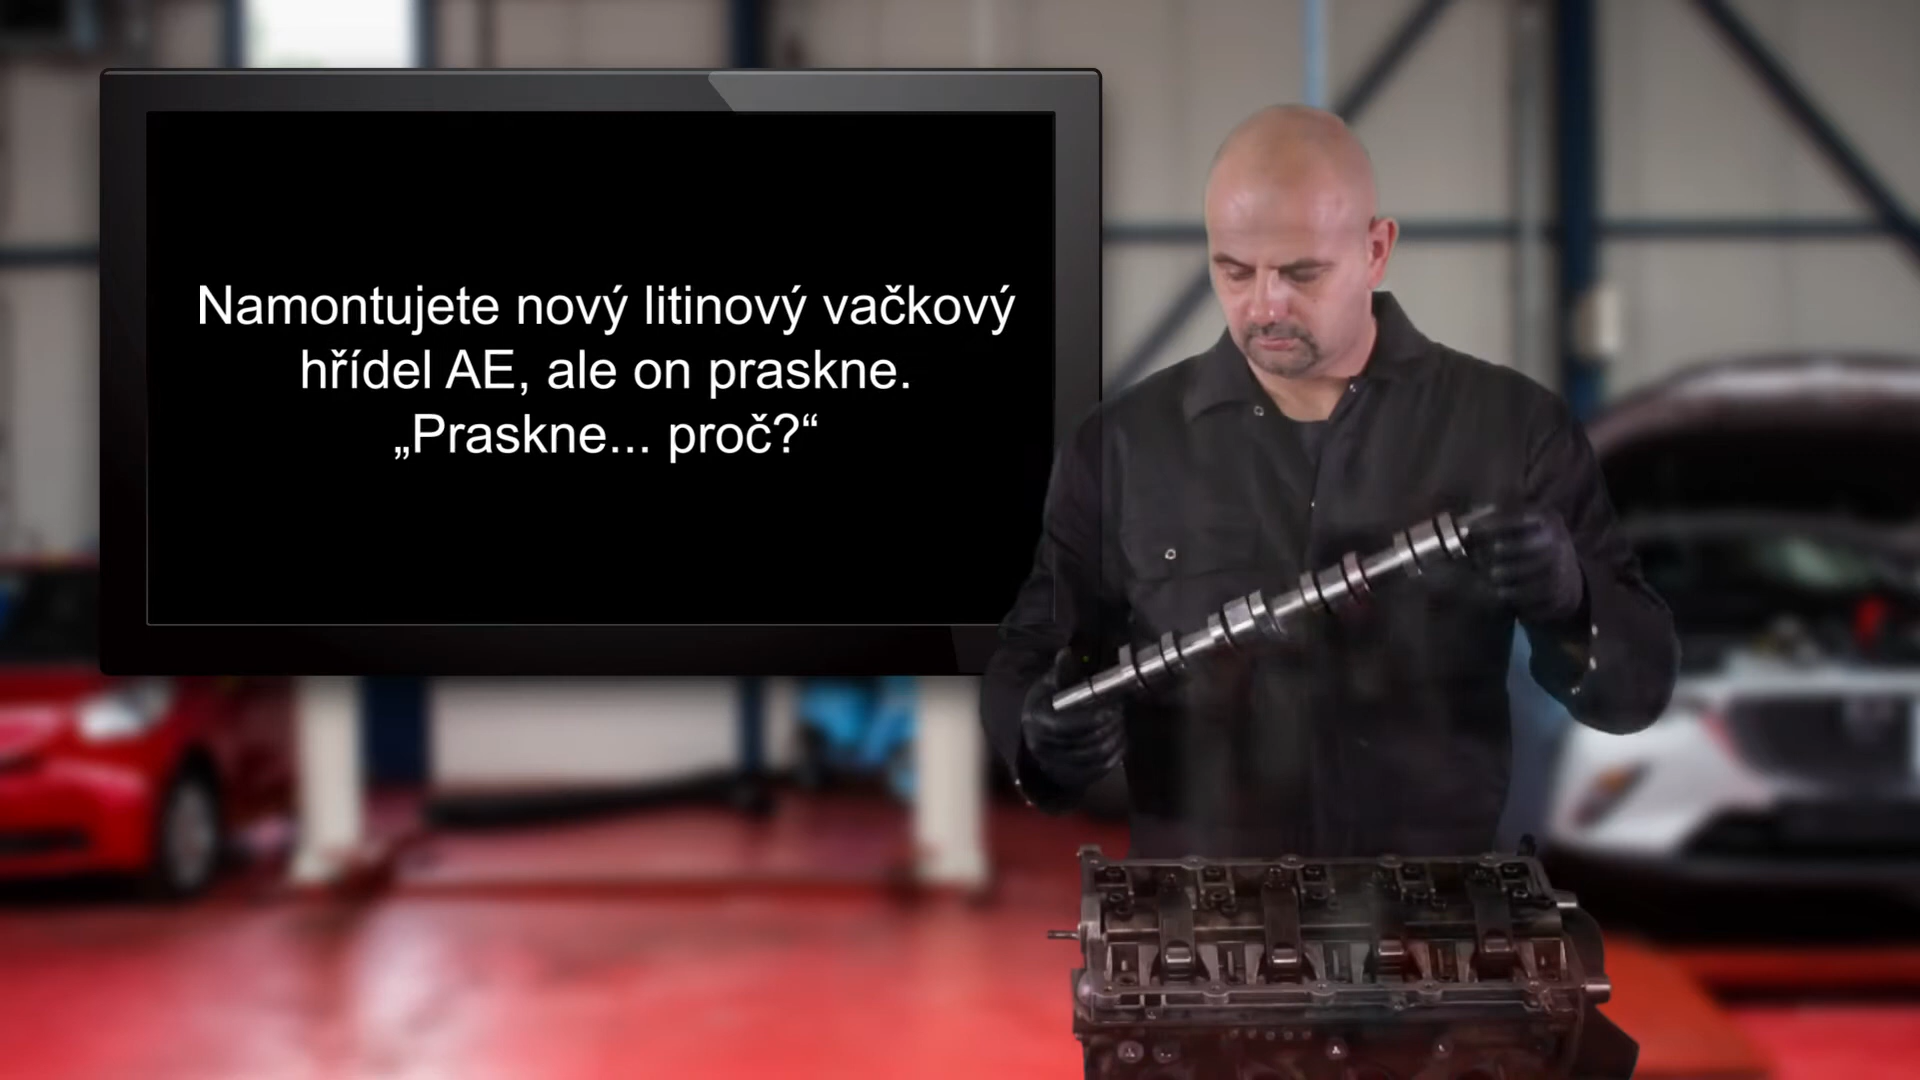 Namontujete nový litinový vačkový
hřídel AE, ale on praskne.
„Praskne... proč?“